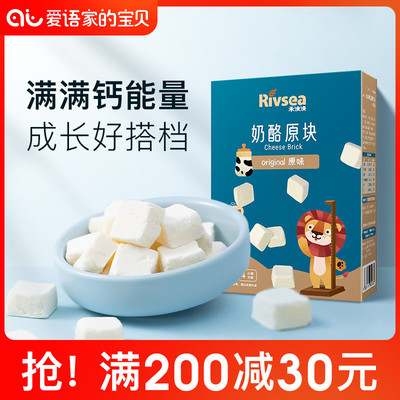 爱语家的宝贝
满满钙能量
成长好搭档
Rivsea
禾泱泱
奶酪原块
Cheese Brick
original 原味
抢！满200减30元